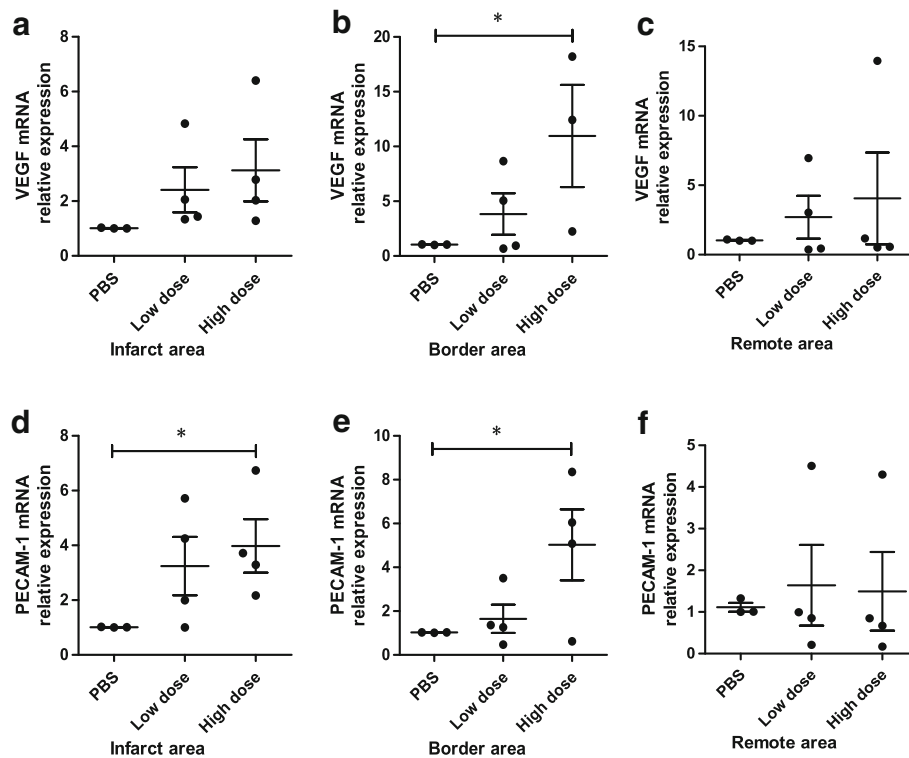 a
VEGF mRNA
relative expression
8
6
4
2
0
PBS
Low dose
High dose
Infarct area
b
VEGF mRNA
relative expression
*
20
15
10
5
0
PBS
Low dose
High dose
Border area
c
VEGF mRNA
relative expression
15
10
5
0
PBS
Low dose
High dose
Remote area
d
PECAM-1 mRNA
relative expression
*
8
6
4
2
0
PBS
Low dose
High dose
Infarct area
e
PECAM-1 mRNA
relative expression
*
10
8
6
4
2
0
PBS
Low dose
High dose
Border area
f
PECAM-1 mRNA
relative expression
5
4
3
2
1
0
PBS
Low dose
High dose
Remote area